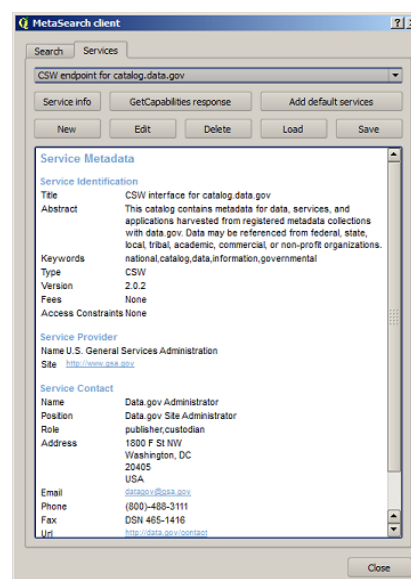 MetaSearch client
Search Services
CSW endpoint for catalog.data.gov
Service info GetCapabilities response Add default services
New Edit Delete Load Save
Service Metadata
Service Identification
Title CSW interface for catalog.data.gov
Abstract This catalog contains metadata for data, services, and
applications harvested from registered metadata collections
with data.gov. Data may be referenced from federal, state,
local, tribal, academic, commercial, or non-profit organizations.
Keywords national,catalog,data,information,governmental
Type CSW
Version 2.0.2
Fees None
Access Constraints None
Service Provider
Name U.S. General Services Administration
Site http://www.gsa.gov
Service Contact
Name Data.gov Administrator
Position Data.gov Site Administrator
Role publisher,custodian
Address 1800 F St NW
Washington, DC
20405
USA
Email datagov@gsa.gov
Phone (800)-488-3111
Fax DSN 465-1416
Url http://data.gov/contact
Close